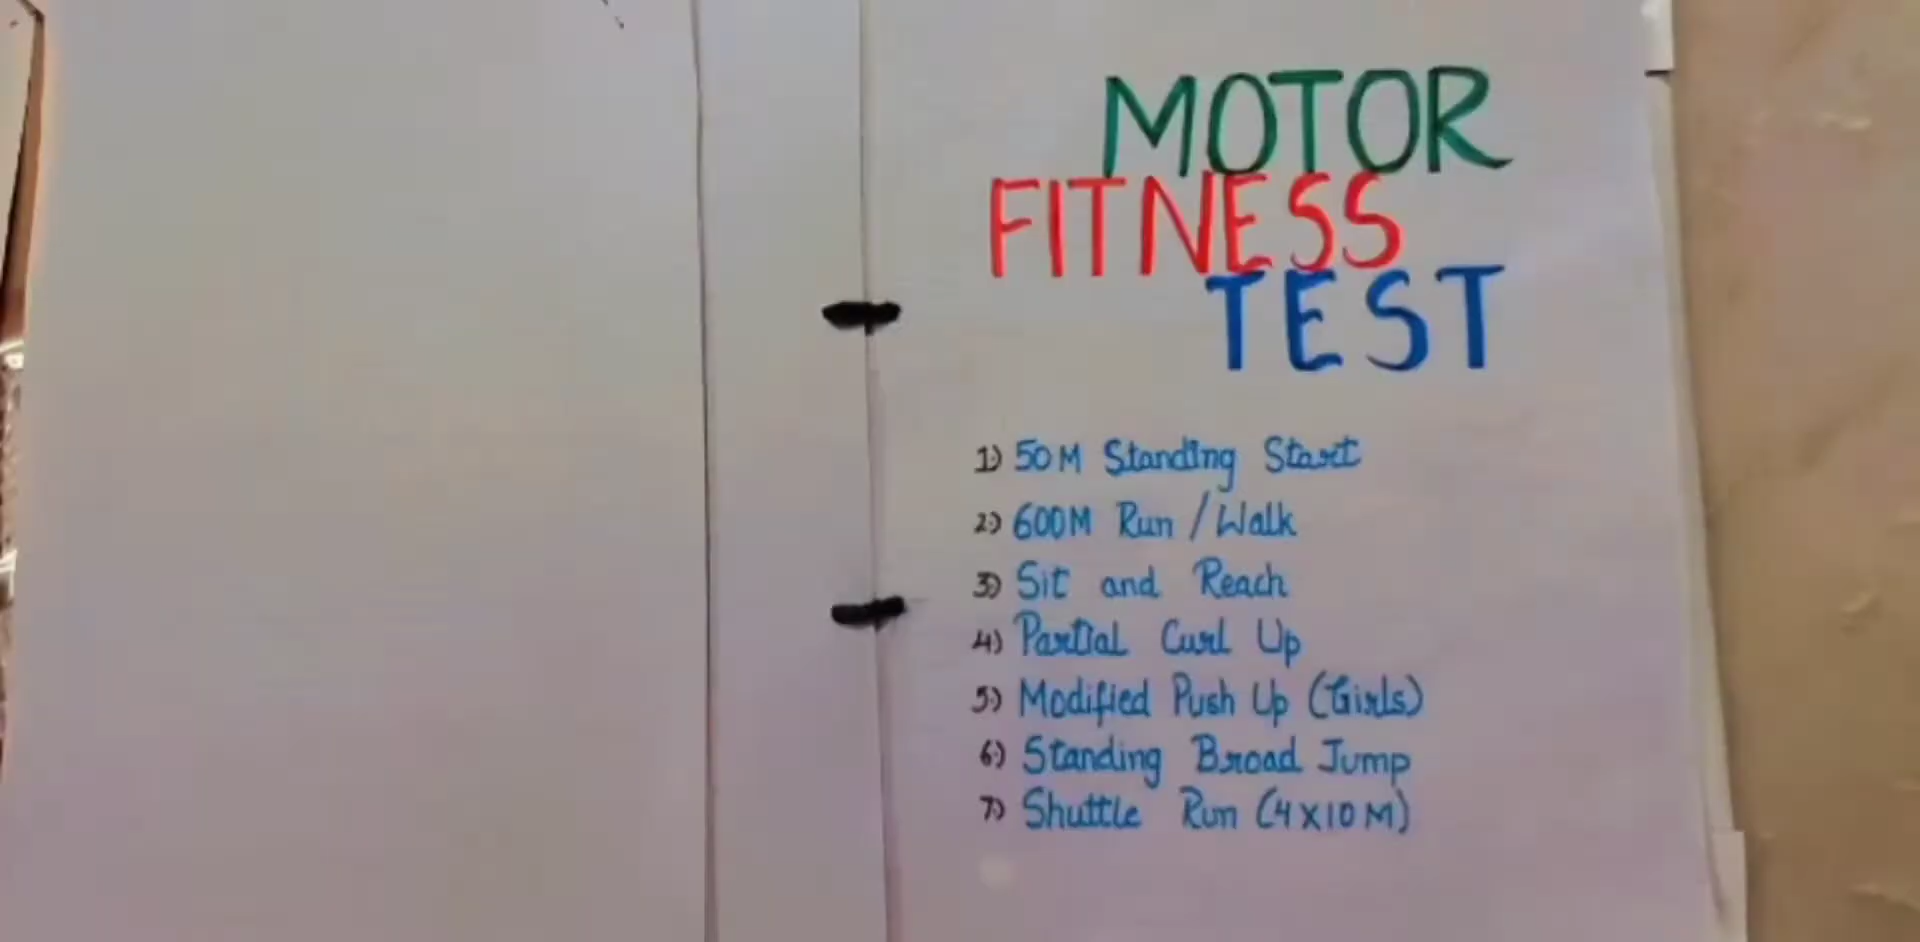 MOTOR
FITNESS
TEST
1) 50M Standing Start
2) 600M Run / Walk
3) Sit and Reach
4) Partial Curl Up
5) Modified Push Up (Girls)
6) Standing Broad Jump
7) Shuttle Run (4x10M)